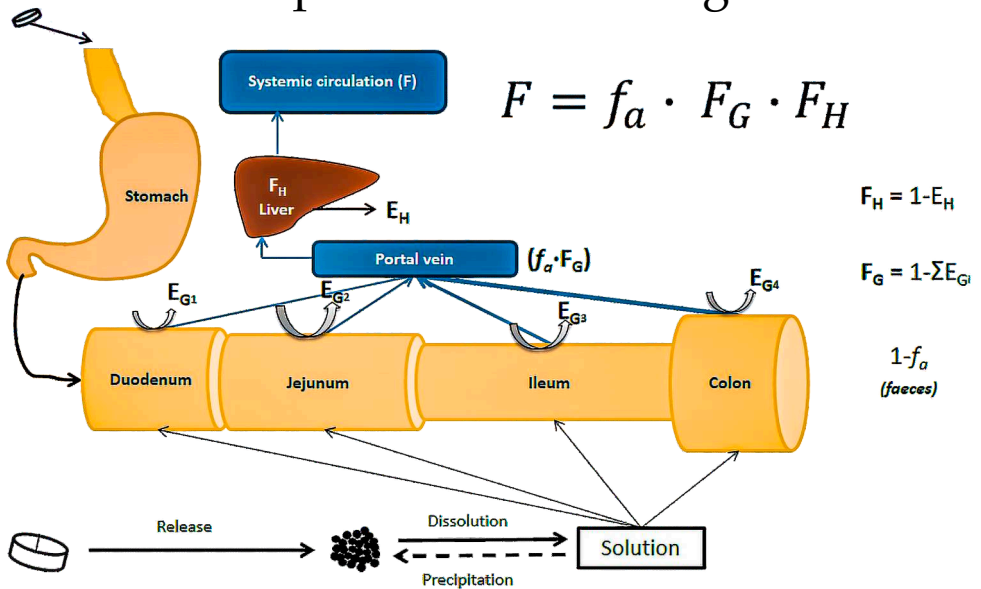 Systemic circulation (F)
F = fa · FG · FH
Stomach
FH
Liver
EH
FH = 1-EH
Portal vein
(fa·FG)
FG = 1-ΣEGi
EG1
EG2
EG3
EG4
1-fa
(faeces)
Duodenum
Jejunum
Ileum
Colon
Release
Dissolution
Solution
Precipitation